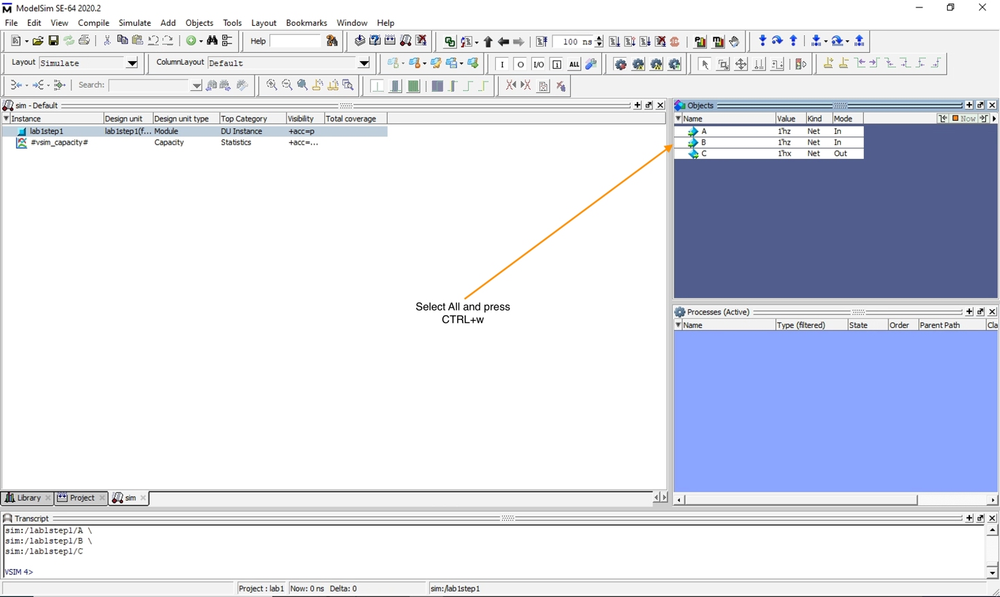 ModelSim SE-64 2020.2
File Edit View Compile Simulate Add Objects Tools Layout Bookmarks Window Help
Help
100 ns
Layout Simulate ColumnLayout Default
I O I/O i ALL
Search:
sim - Default
Instance Design unit Design unit type Top Category Visibility Total coverage
lab1step1 lab1step1(f... Module DU Instance +acc=p
#vsim_capacity# Capacity Statistics +acc=...
Objects
Name Value Kind Mode Now
A 1'hz Net In
B 1'hz Net In
C 1'hx Net Out
Select All and press
CTRL+w
Processes (Active)
Name Type (filtered) State Order Parent Path Cla
Library Project sim
Transcript
sim:/lab1step1/A \
sim:/lab1step1/B \
sim:/lab1step1/C
VSIM 4>
Project : lab1 Now: 0 ns Delta: 0 sim:/lab1step1